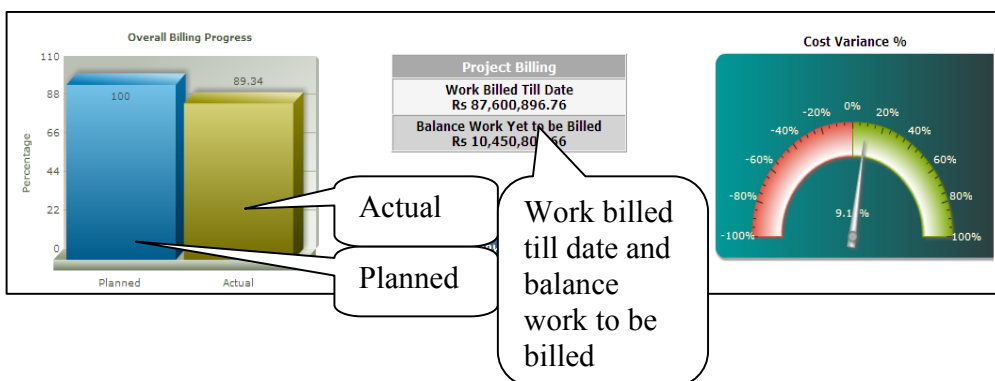 Overall Billing Progress
110
88
66
44
22
0
Percentage
100
89.34
Planned
Actual
Project Billing
Work Billed Till Date
Rs 87,600,896.76
Balance Work Yet to be Billed
Rs
Actual
Planned
Work billed
till date and
balance
work to be
billed
Cost Variance %
-100%
-80%
-60%
-40%
-20%
0%
20%
40%
60%
80%
100%